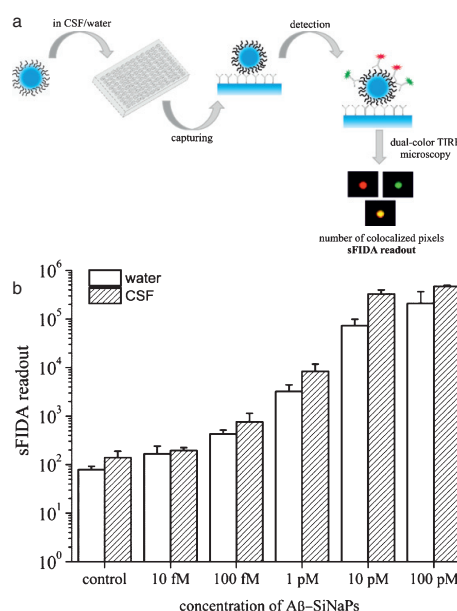 a
in CSF/water
capturing
detection
dual-color TIRF
microscopy
number of colocalized pixels
sFIDA readout
b
water
CSF
sFIDA readout
10^6
10^5
10^4
10^3
10^2
10^1
10^0
control 10 fM 100 fM 1 pM 10 pM 100 pM
concentration of Aβ–SiNaPs